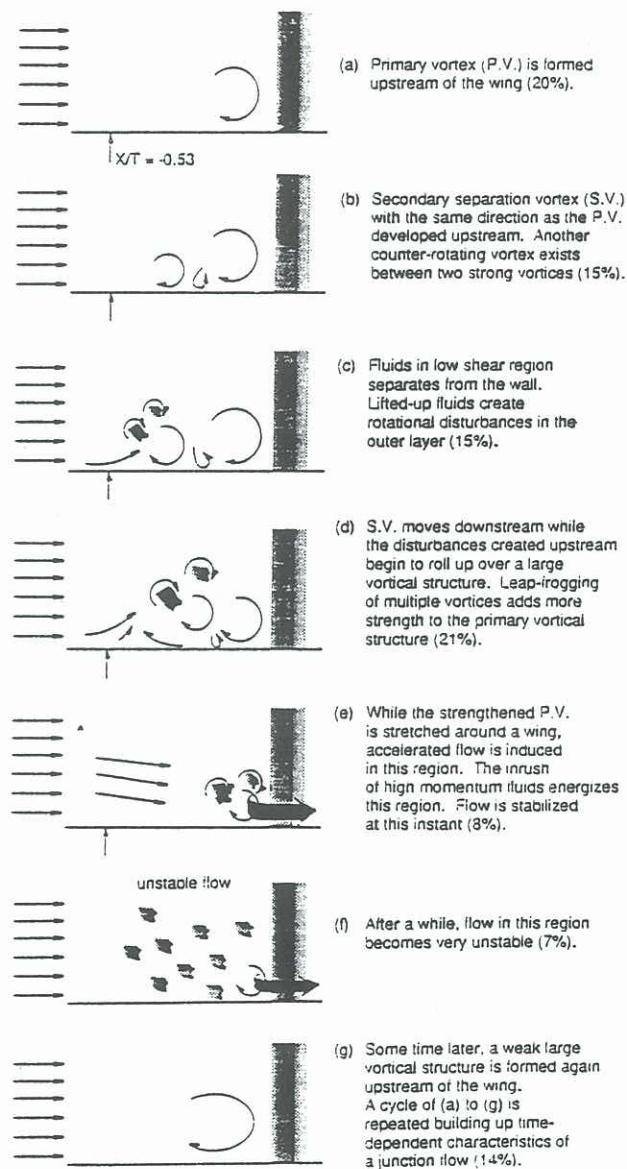 (a) Primary vortex (P.V.) is formed
upstream of the wing (20%).
X/T = -0.53
(b) Secondary separation vortex (S.V.)
with the same direction as the P.V.
developed upstream. Another
counter-rotating vortex exists
between two strong vortices (15%).
(c) Fluids in low shear region
separates from the wall.
Lifted-up fluids create
rotational disturbances in the
outer layer (15%).
(d) S.V. moves downstream while
the disturbances created upstream
begin to roll up over a large
vortical structure. Leap-frogging
of multiple vortices adds more
strength to the primary vortical
structure (21%).
(e) While the strengthened P.V.
is stretched around a wing,
accelerated flow is induced
in this region. The inrush
of high momentum fluids energizes
this region. Flow is stabilized
at this instant (8%).
unstable flow
(f) After a while, flow in this region
becomes very unstable (7%).
(g) Some time later, a weak large
vortical structure is formed again
upstream of the wing.
A cycle of (a) to (g) is
repeated building up time-
dependent characteristics of
a junction flow (14%).